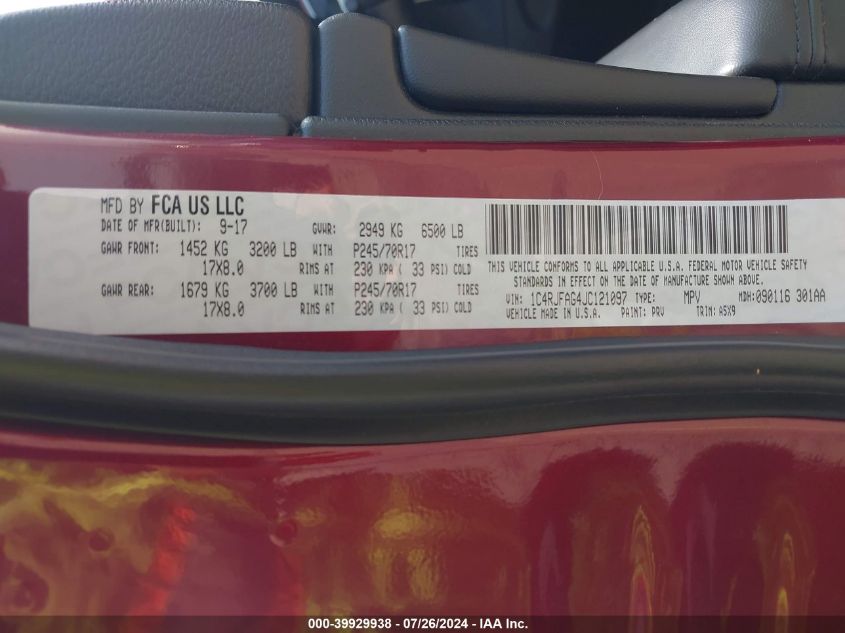 MFD BY FCA US LLC
DATE OF MFR(BUILT): 9-17 GVWR: 2949 KG 6500 LB
GAWR FRONT: 1452 KG 3200 LB WITH P245/70R17 TIRES
17X8.0 RIMS AT 230 KPA ( 33 PSI) COLD
GAWR REAR: 1679 KG 3700 LB WITH P245/70R17 TIRES
17X8.0 RIMS AT 230 KPA ( 33 PSI) COLD
THIS VEHICLE CONFORMS TO ALL APPLICABLE U.S.A. FEDERAL MOTOR VEHICLE SAFETY
STANDARDS IN EFFECT ON THE DATE OF MANUFACTURE SHOWN ABOVE.
VIN: 1C4RJFAG4JC121097 TYPE: MPV MDH:090116 301AA
VEHICLE MADE IN U.S.A. PAINT: PRV TRIM: A5X9
000-39929938 - 07/26/2024 - IAA Inc.